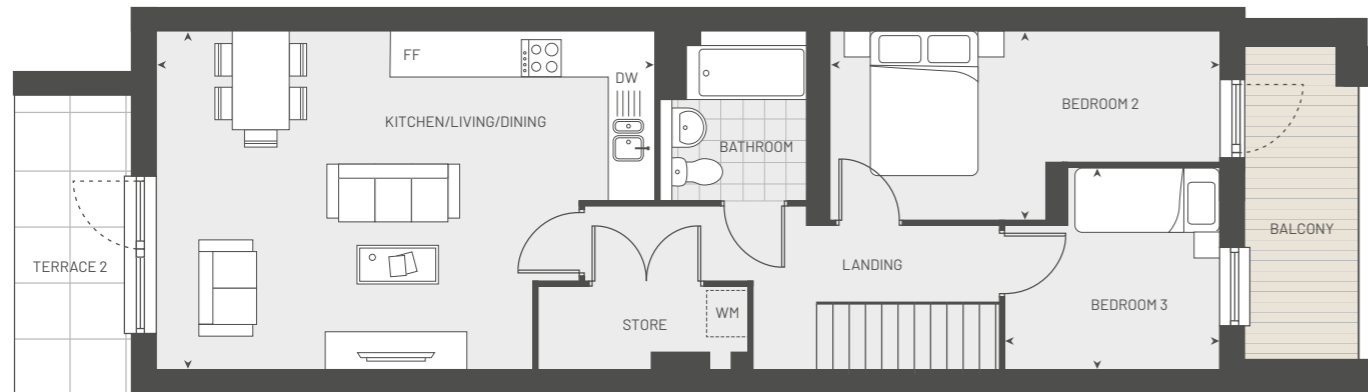 FF
DW
KITCHEN/LIVING/DINING
BATHROOM
BEDROOM 2
BALCONY
TERRACE 2
LANDING
BEDROOM 3
STORE
WM